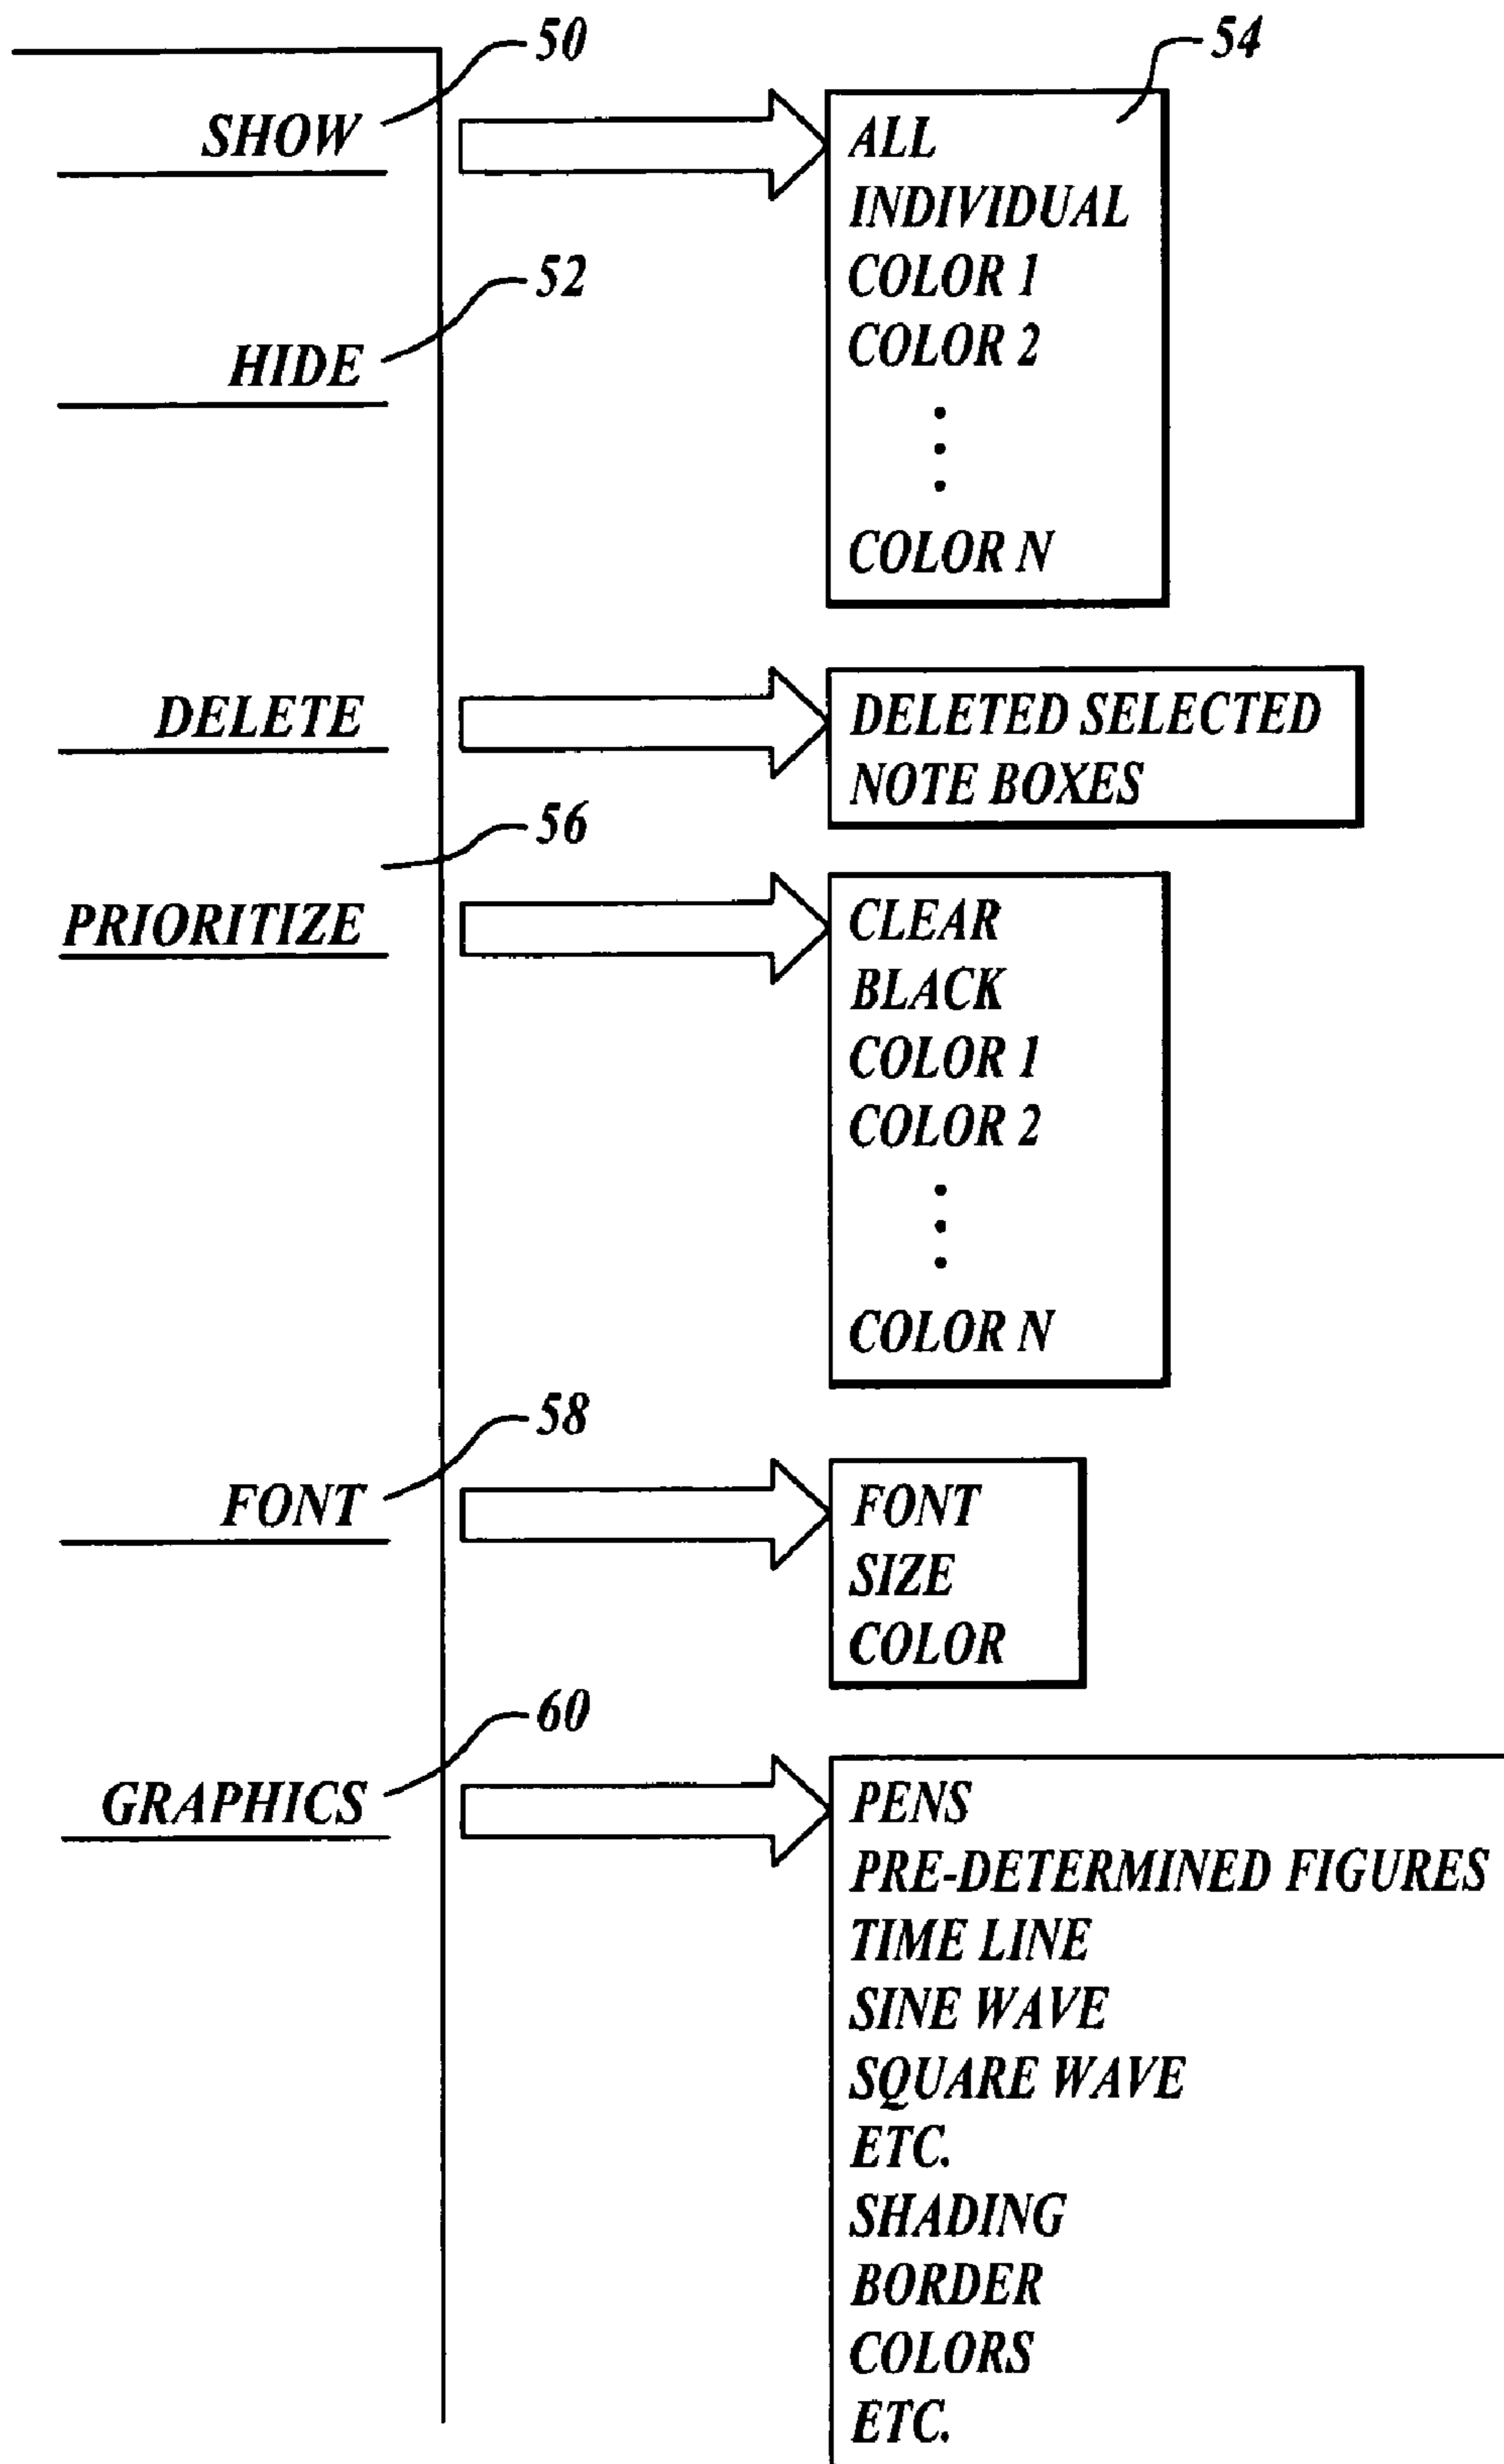 50
54
SHOW
ALL
INDIVIDUAL
COLOR 1
COLOR 2
COLOR N
52
HIDE
DELETE
DELETED SELECTED
NOTE BOXES
56
PRIORITIZE
CLEAR
BLACK
COLOR 1
COLOR 2
COLOR N
58
FONT
FONT
SIZE
COLOR
60
GRAPHICS
PENS
PRE-DETERMINED FIGURES
TIME LINE
SINE WAVE
SQUARE WAVE
ETC.
SHADING
BORDER
COLORS
ETC.